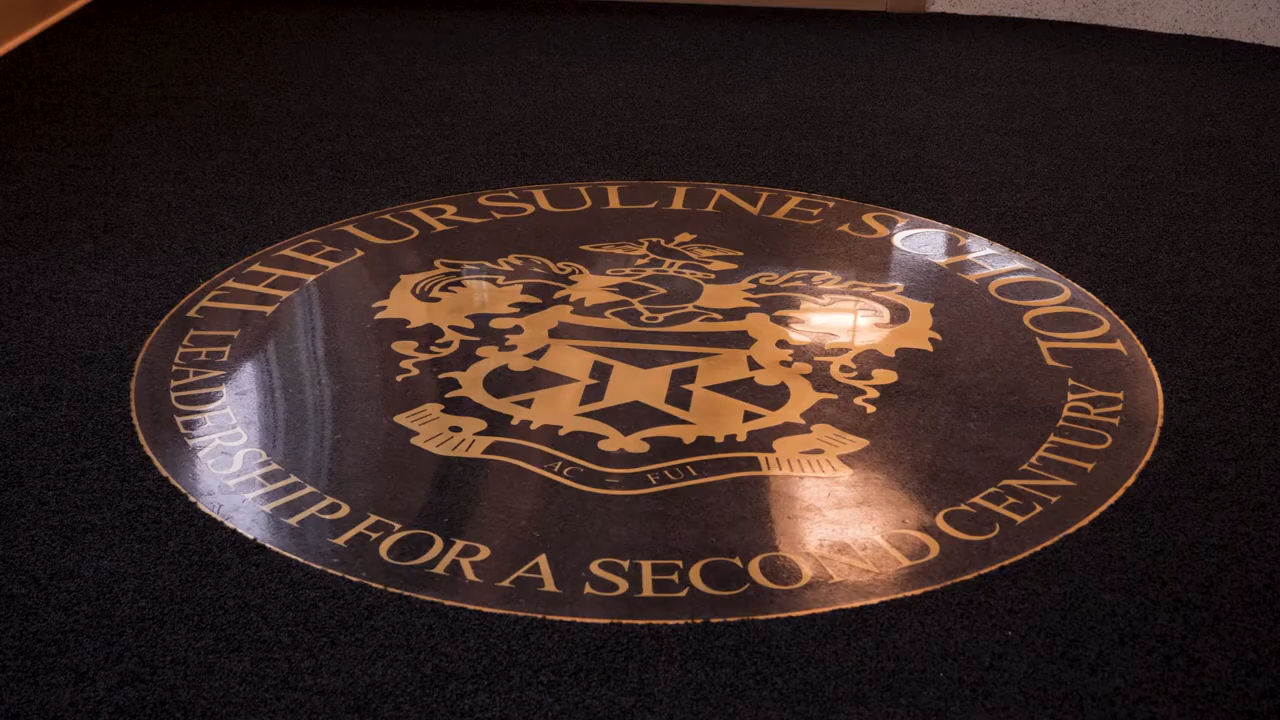 THE URSULINE SCHOOL
AC – FUI
LEADERSHIP FOR A SECOND CENTURY